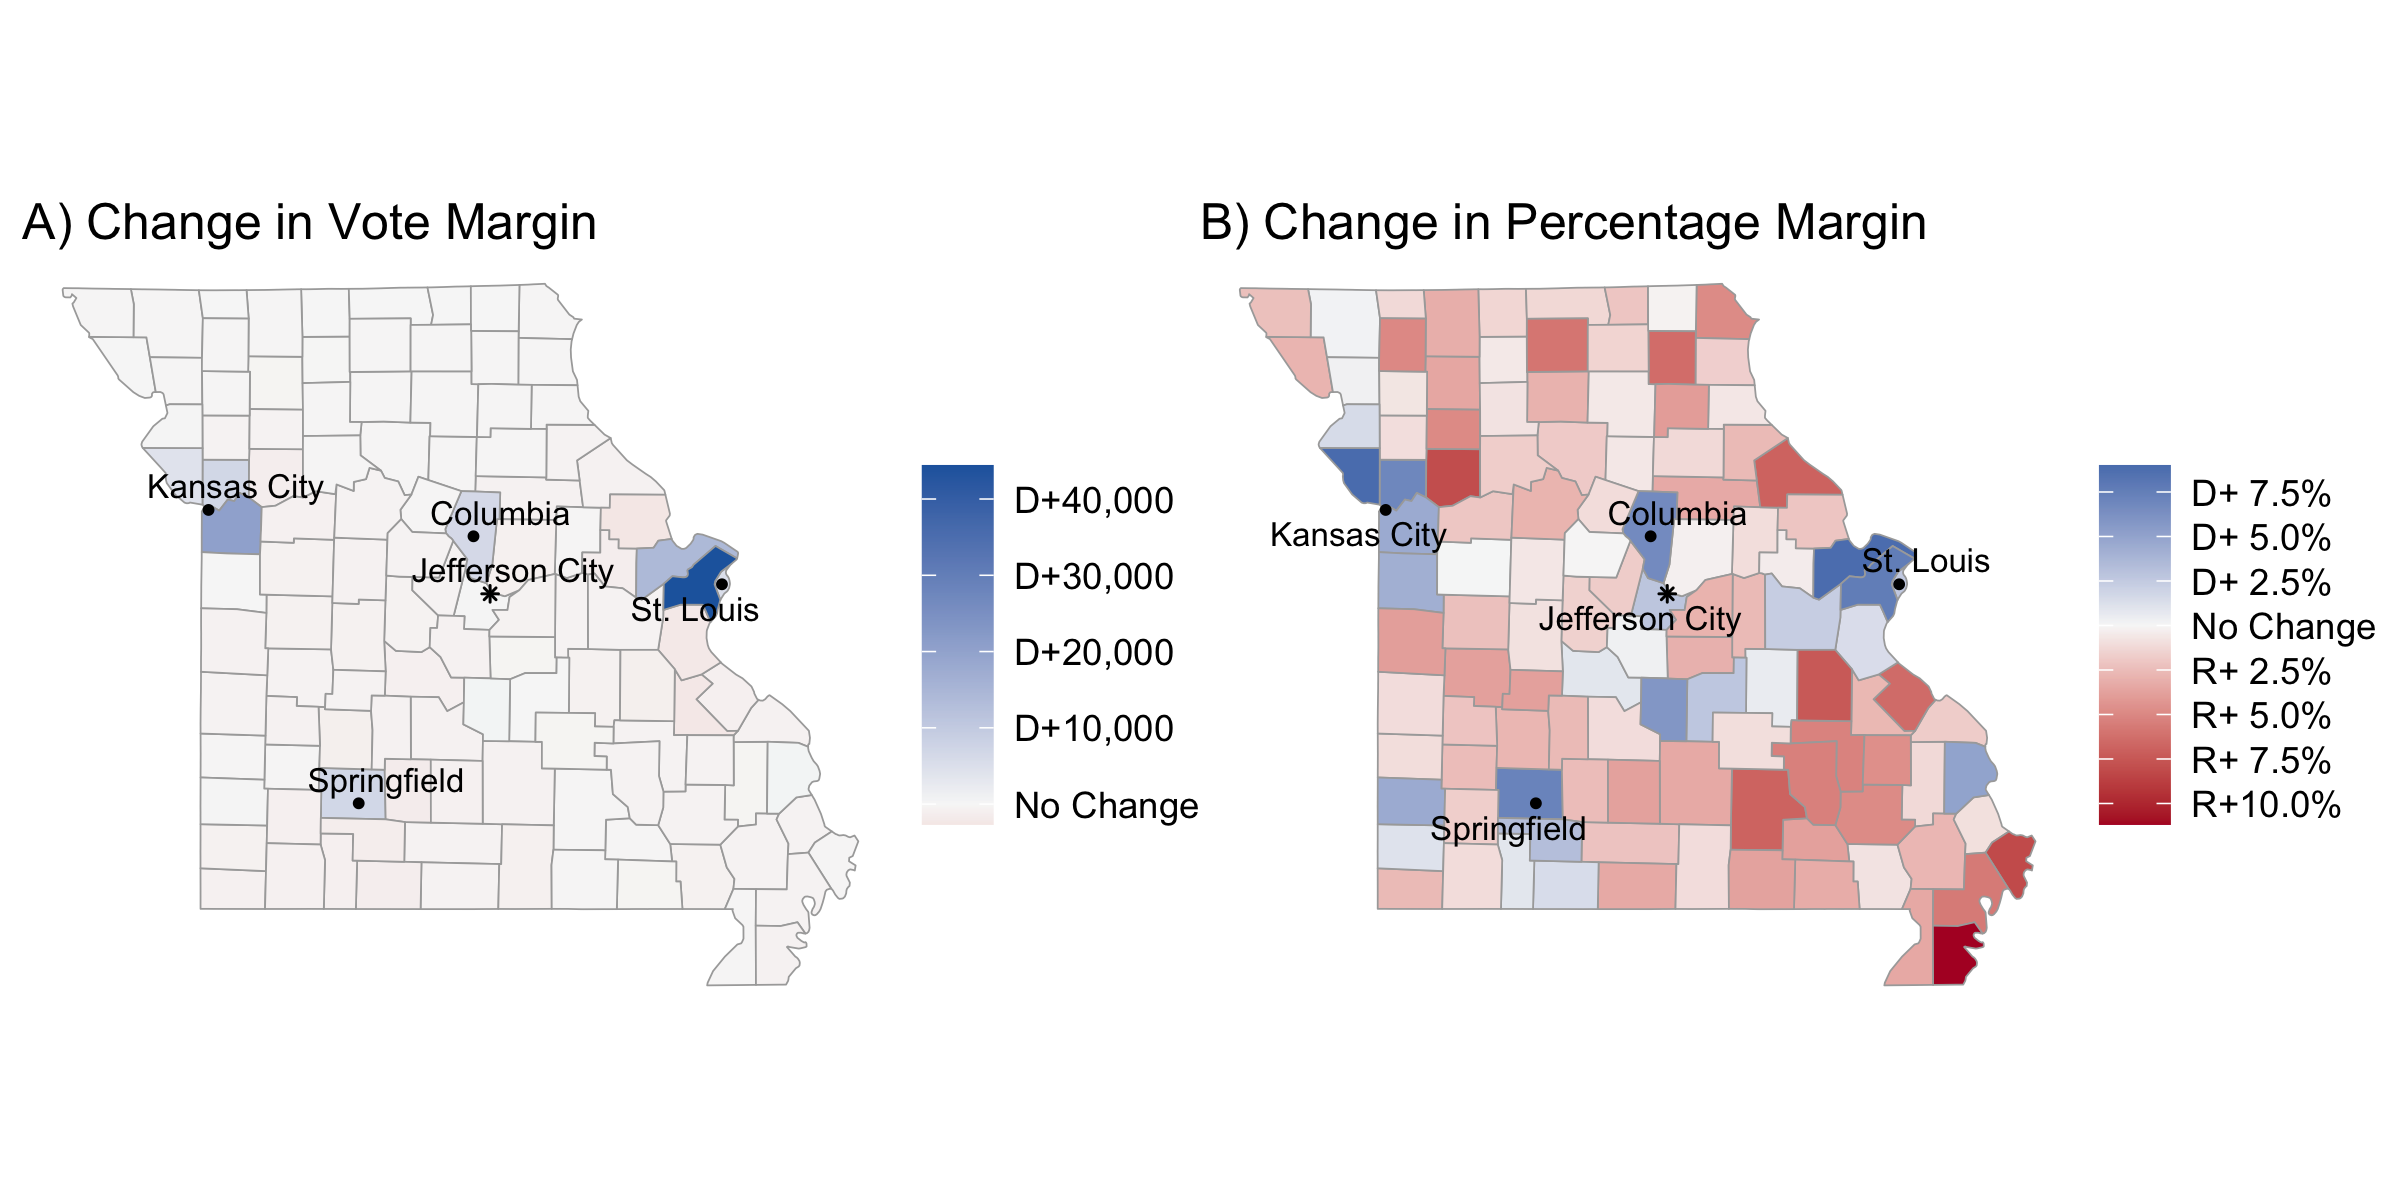 A) Change in Vote Margin
Kansas City
Columbia
Jefferson City
St. Louis
Springfield
D+40,000
D+30,000
D+20,000
D+10,000
No Change
B) Change in Percentage Margin
Columbia
Kansas City
St. Louis
Jefferson City
Springfield
D+ 7.5%
D+ 5.0%
D+ 2.5%
No Change
R+ 2.5%
R+ 5.0%
R+ 7.5%
R+10.0%